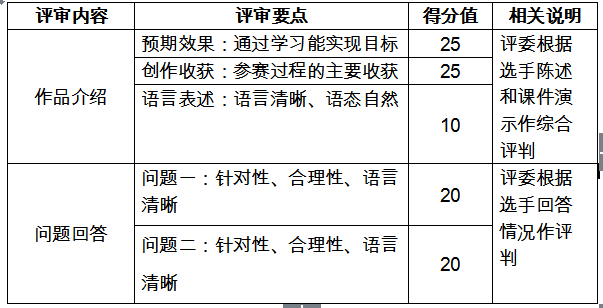 评审内容 评审要点 得分值 相关说明
作品介绍
预期效果：通过学习能实现目标 25
创作收获：参赛过程的主要收获 25
语言表述：语言清晰、语态自然 10
评委根据
选手陈述
和课件演
示作综合
评判
问题回答
问题一：针对性、合理性、语言
清晰
20
问题二：针对性、合理性、语言
清晰
20
评委根据
选手回答
情况作评
判